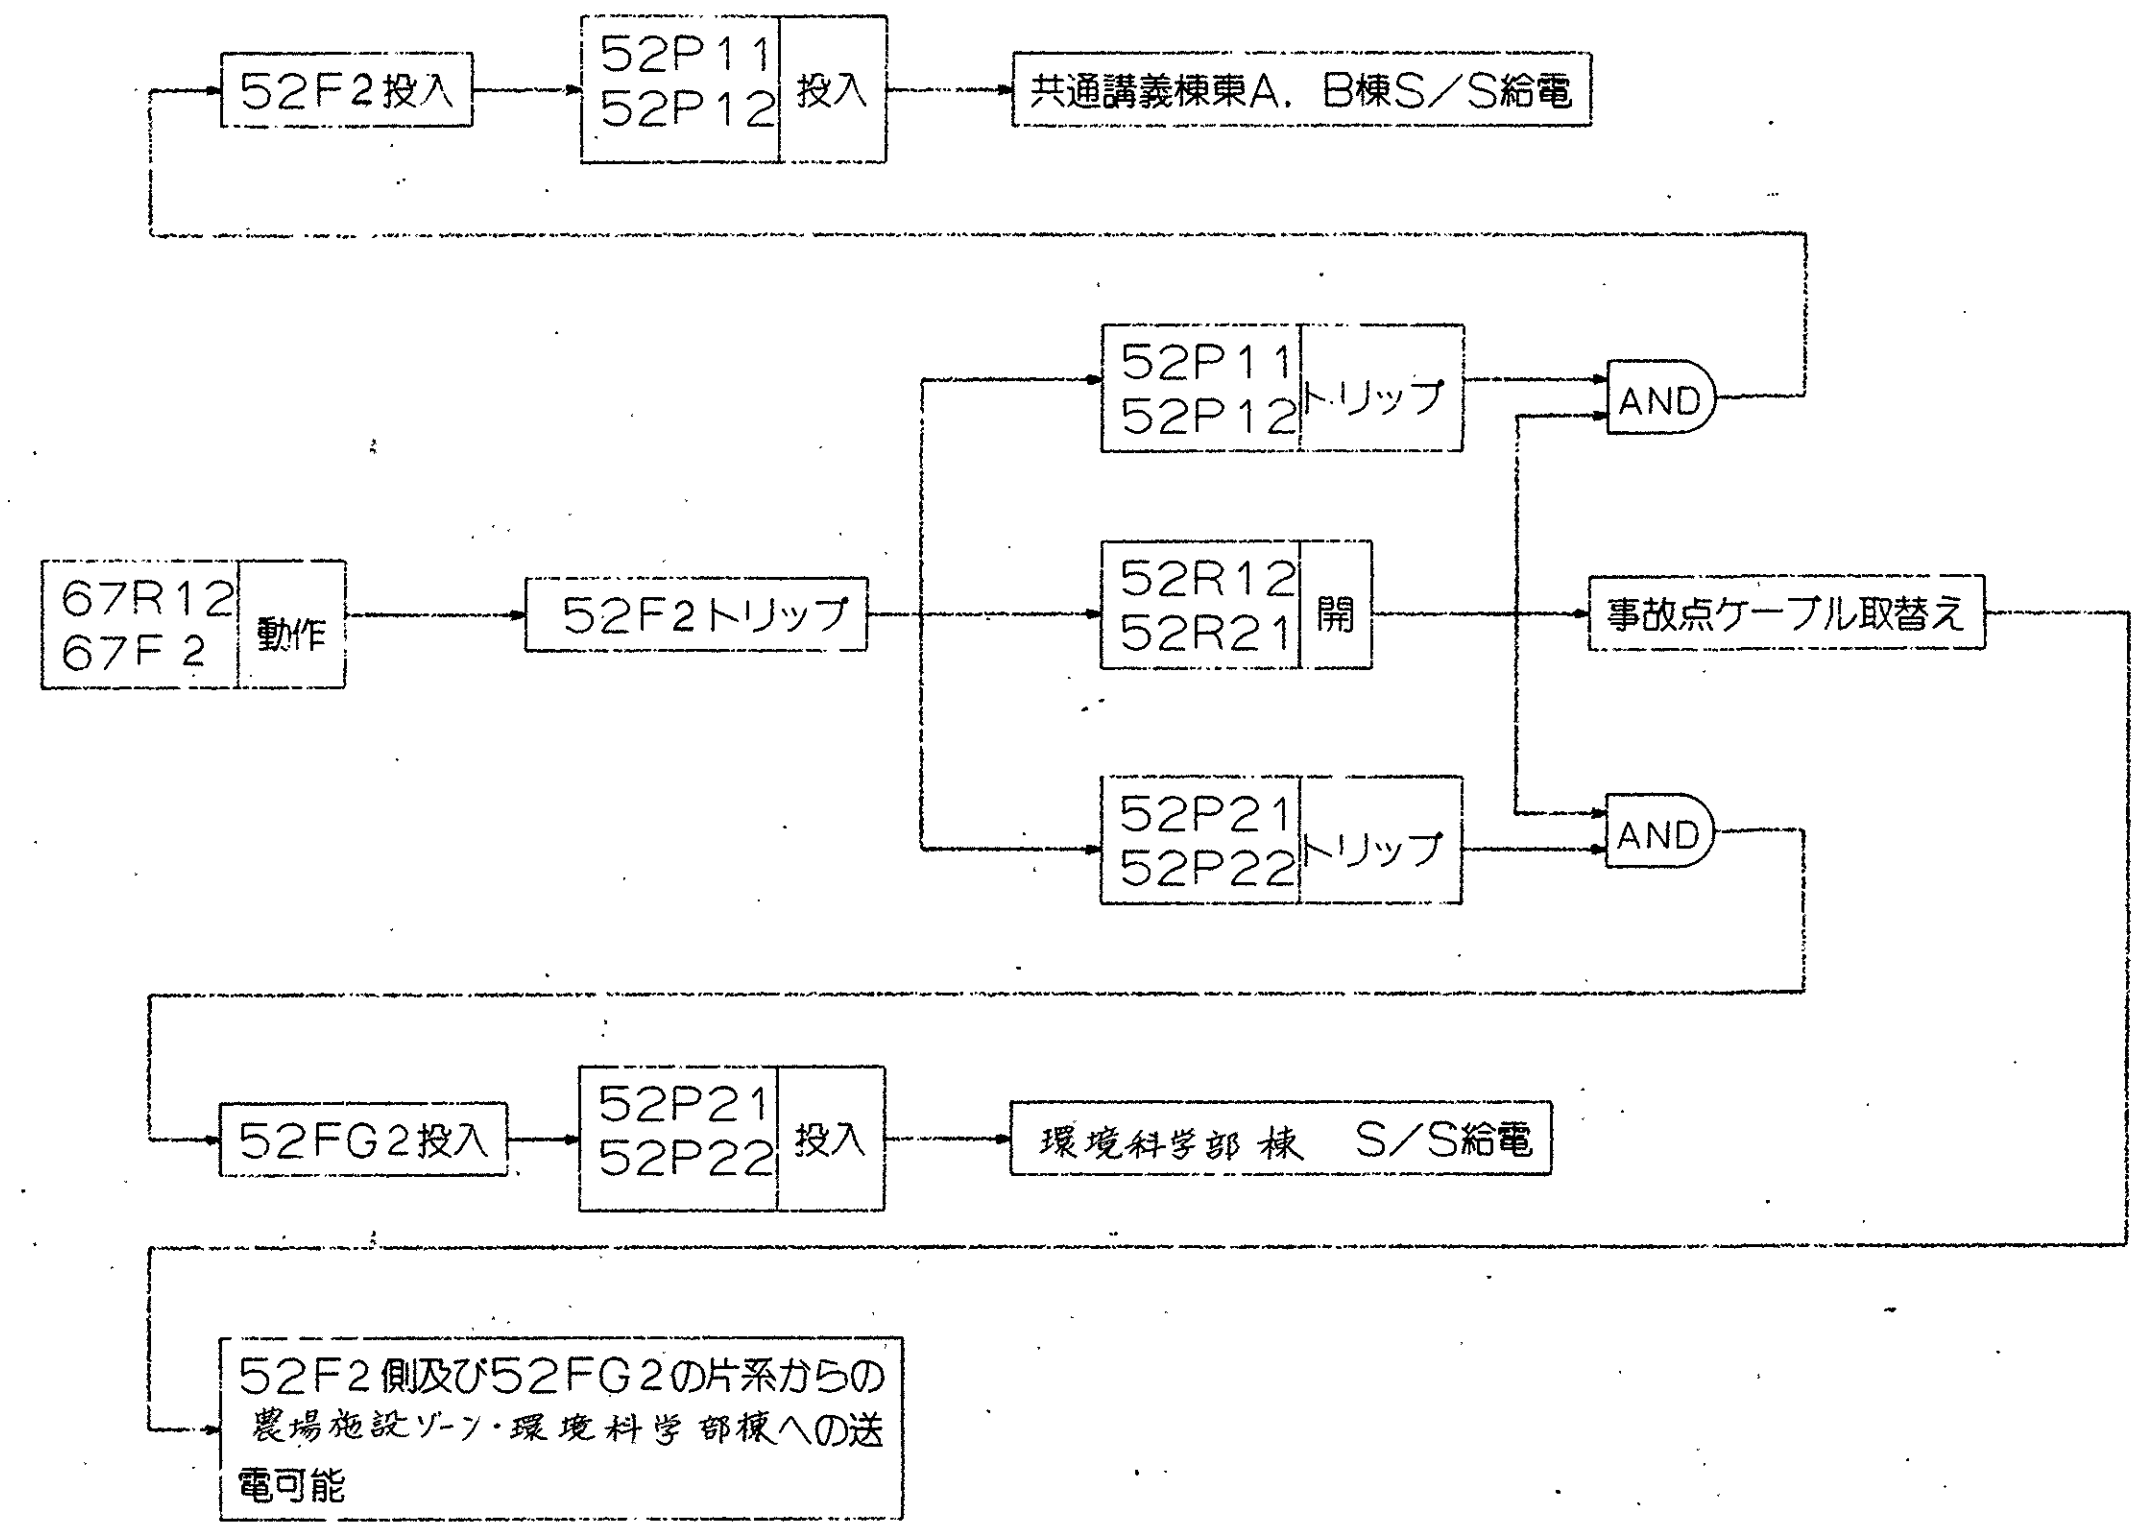 52F2投入
52P11
52P12
投入
共通講義棟東A．B棟S／S給電
52P11
52P12
トリップ
AND
67R12
67F2
動作
52F2トリップ
52R12
52R21
開
事故点ケーブル取替え
52P21
52P22
トリップ
AND
52FG2投入
52P21
52P22
投入
環境科学部棟 S／S給電
52F2側及び52FG2の片系からの
農場施設ゾーン・環境科学部棟への送
電可能